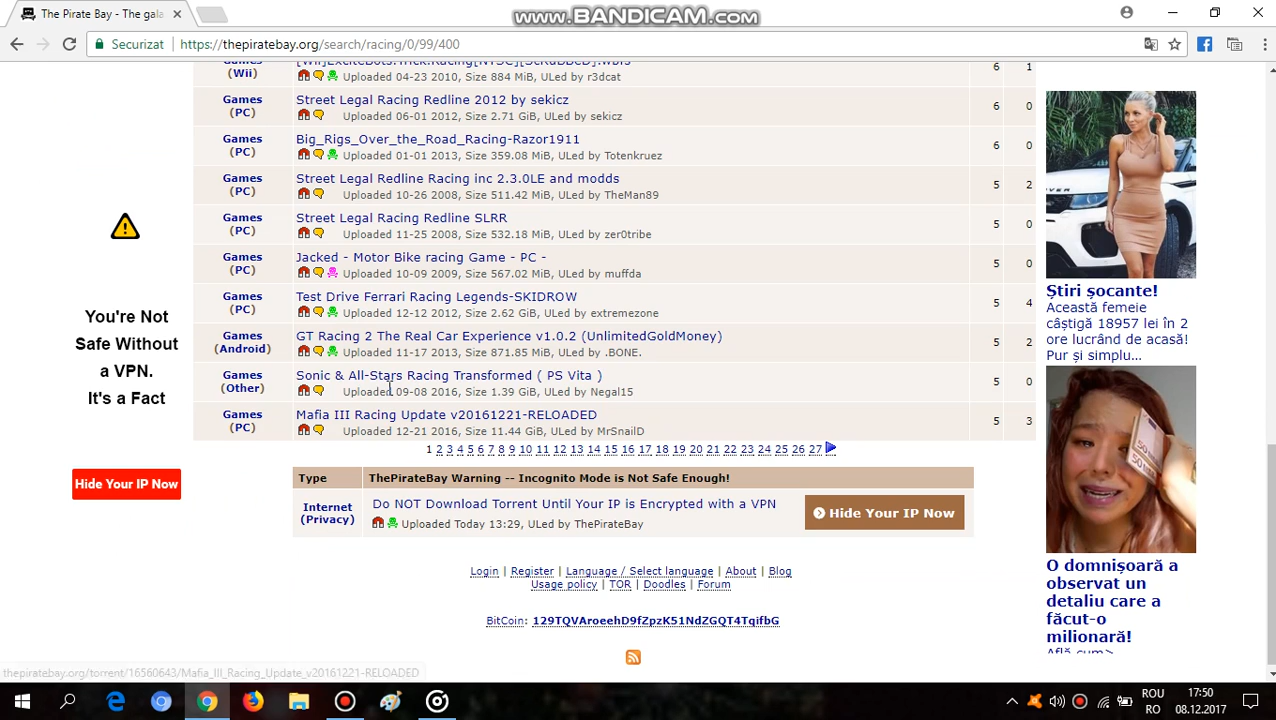 www.BANDICAM.com
The Pirate Bay - The gala
Securizat
https://thepiratebay.org/search/racing/0/99/400
(Wii)
[Wii]ExciteBots.Trick.Racing[NTSC][ScRuBBeD].wbfs
Uploaded 04-23 2010, Size 884 MiB, ULed by r3dcat
6 1
Games
(PC)
Street Legal Racing Redline 2012 by sekicz
Uploaded 06-01 2012, Size 2.71 GiB, ULed by sekicz
6 0
Games
(PC)
Big_Rigs_Over_the_Road_Racing-Razor1911
Uploaded 01-01 2013, Size 359.08 MiB, ULed by Totenkruez
6 0
Games
(PC)
Street Legal Redline Racing inc 2.3.0LE and modds
Uploaded 10-26 2008, Size 511.42 MiB, ULed by TheMan89
5 2
Games
(PC)
Street Legal Racing Redline SLRR
Uploaded 11-25 2008, Size 532.18 MiB, ULed by zer0tribe
5 0
Games
(PC)
Jacked - Motor Bike racing Game - PC -
Uploaded 10-09 2009, Size 567.02 MiB, ULed by muffda
5 0
Games
(PC)
Test Drive Ferrari Racing Legends-SKIDROW
Uploaded 12-12 2012, Size 2.62 GiB, ULed by extremezone
5 4
Games
(Android)
GT Racing 2 The Real Car Experience v1.0.2 (UnlimitedGoldMoney)
Uploaded 11-17 2013, Size 871.85 MiB, ULed by .BONE.
5 2
Games
(Other)
Sonic & All-Stars Racing Transformed ( PS Vita )
Uploaded 09-08 2016, Size 1.39 GiB, ULed by Negal15
5 0
Games
(PC)
Mafia III Racing Update v20161221-RELOADED
Uploaded 12-21 2016, Size 11.44 GiB, ULed by MrSnailD
5 3
1 2 3 4 5 6 7 8 9 10 11 12 13 14 15 16 17 18 19 20 21 22 23 24 25 26 27
Type
ThePirateBay Warning -- Incognito Mode is Not Safe Enough!
Internet
(Privacy)
Do NOT Download Torrent Until Your IP is Encrypted with a VPN
Uploaded Today 13:29, ULed by ThePirateBay
Hide Your IP Now
Login | Register | Language / Select language | About | Blog
Usage policy | TOR | Doodles | Forum
BitCoin: 129TQVAroeehD9fZpzK51NdZGQT4TqifbG
You're Not
Safe Without
a VPN.
It's a Fact
Hide Your IP Now
Știri șocante!
Această femeie
câștigă 18957 lei în 2
ore lucrând de acasă!
Pur și simplu...
O domnișoară a
observat un
detaliu care a
făcut-o
milionară!
Află cum>
thepiratebay.org/torrent/16560643/Mafia_III_Racing_Update_v20161221-RELOADED
ROU
RO
17:50
08.12.2017